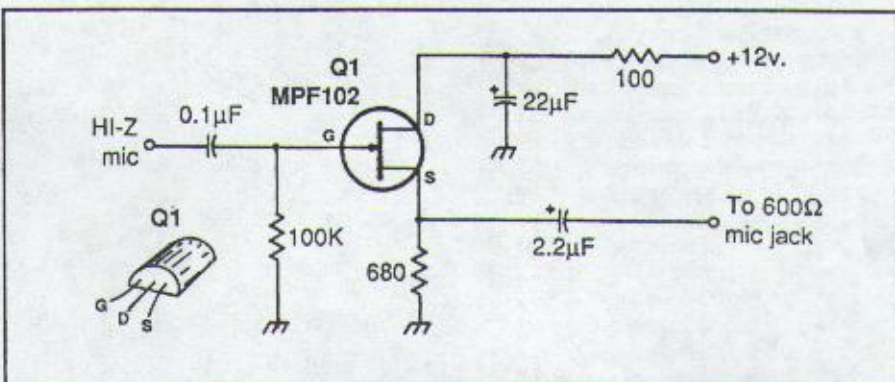 Q1
MPF102
HI-Z
mic
0.1µF
G
D
S
22µF
100
+12v.
Q1
G
D
S
100K
680
2.2µF
To 600Ω
mic jack
+
+